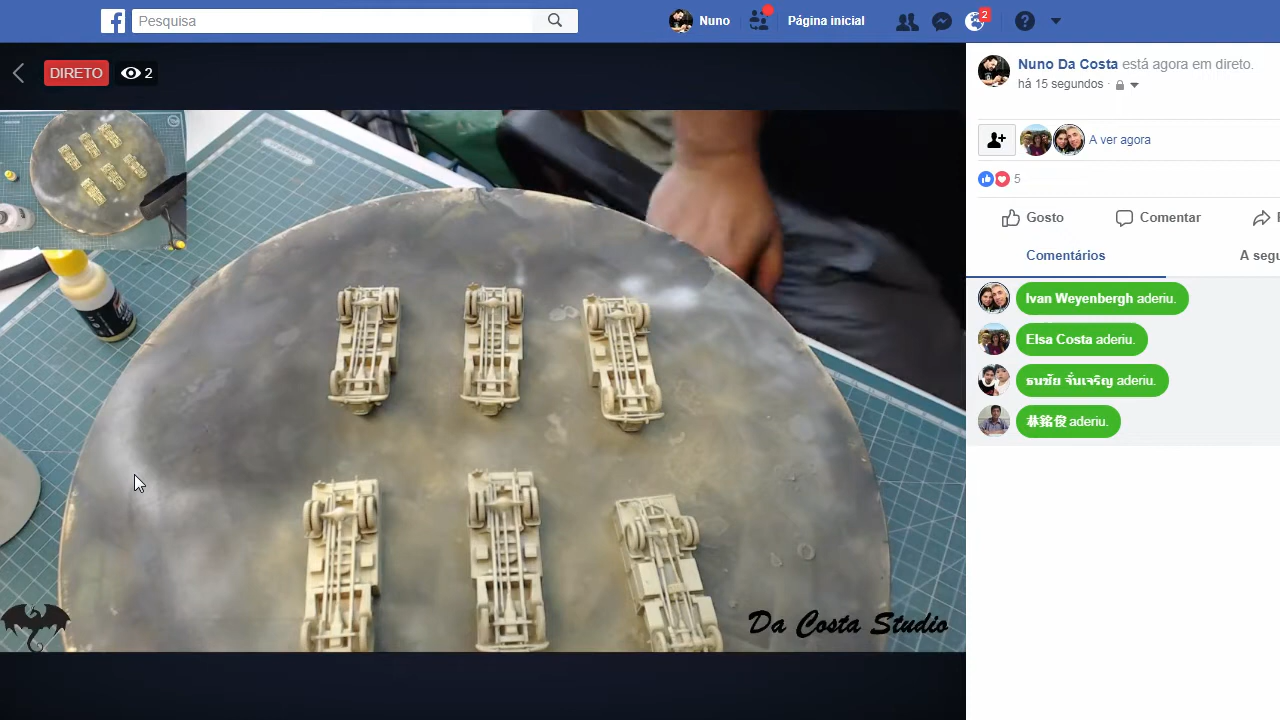 Pesquisa
Nuno
Página inicial
2
DIRETO
2
Nuno Da Costa está agora em direto.
há 15 segundos ·
A ver agora
5
Gosto
Comentar
Comentários
A segu
Ivan Weyenbergh aderiu.
Elsa Costa aderiu.
ธนชัย จั่นเจริญ aderiu.
林銘俊 aderiu.
Da Costa Studio